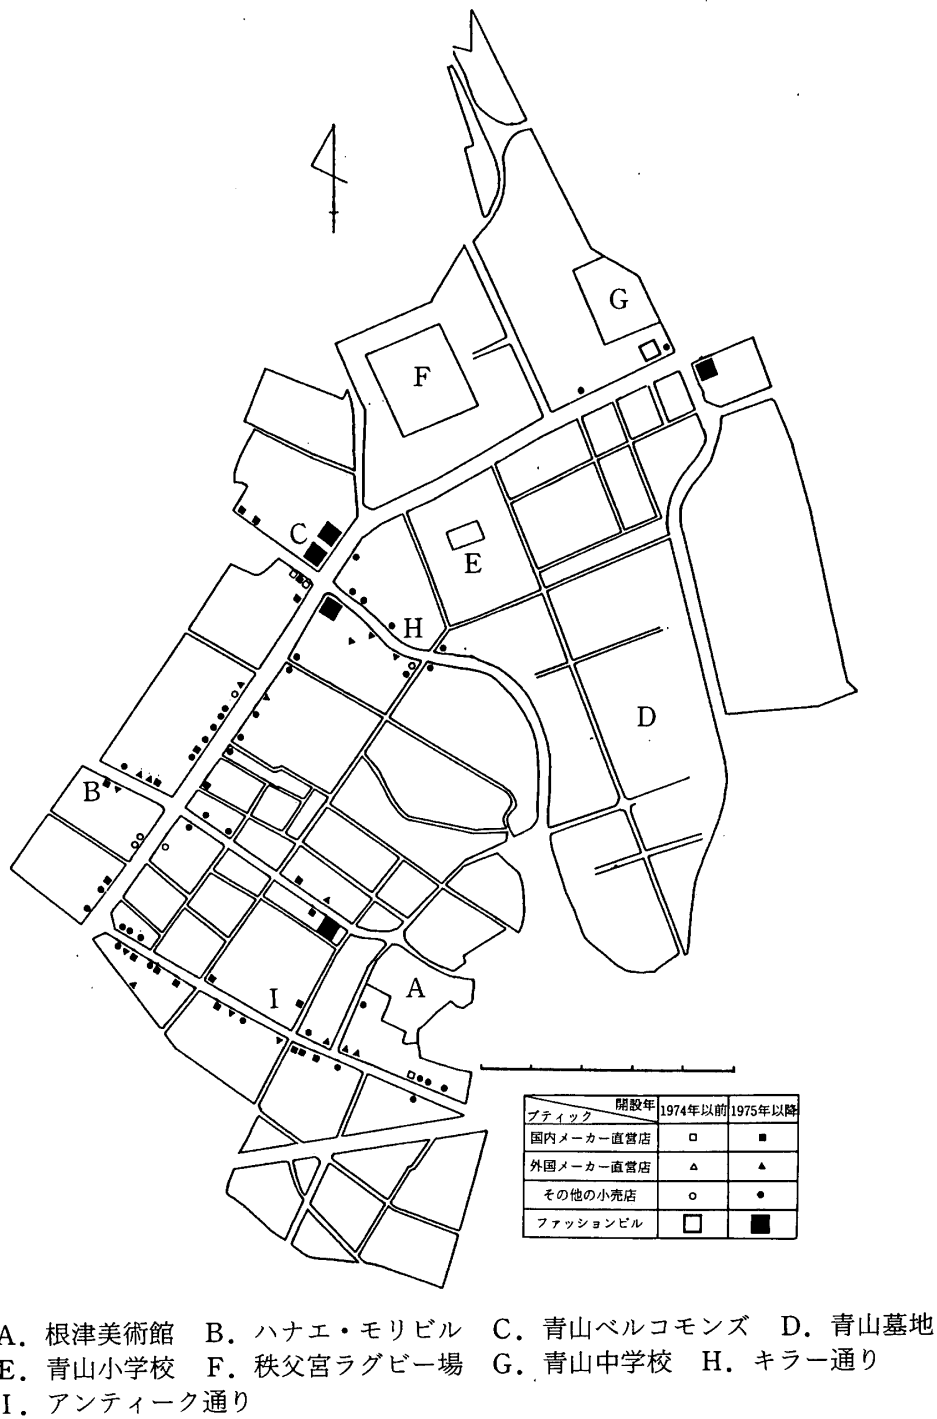 G
F
C
E
H
D
B
A
I
開設年
ブティック
1974年以前 1975年以降
国内メーカー直営店
外国メーカー直営店
その他の小売店
ファッションビル
A．根津美術館　B．ハナエ・モリビル　C．青山ベルコモンズ　D．青山墓地
E．青山小学校　F．秩父宮ラグビー場　G．青山中学校　H．キラー通り
I．アンティーク通り